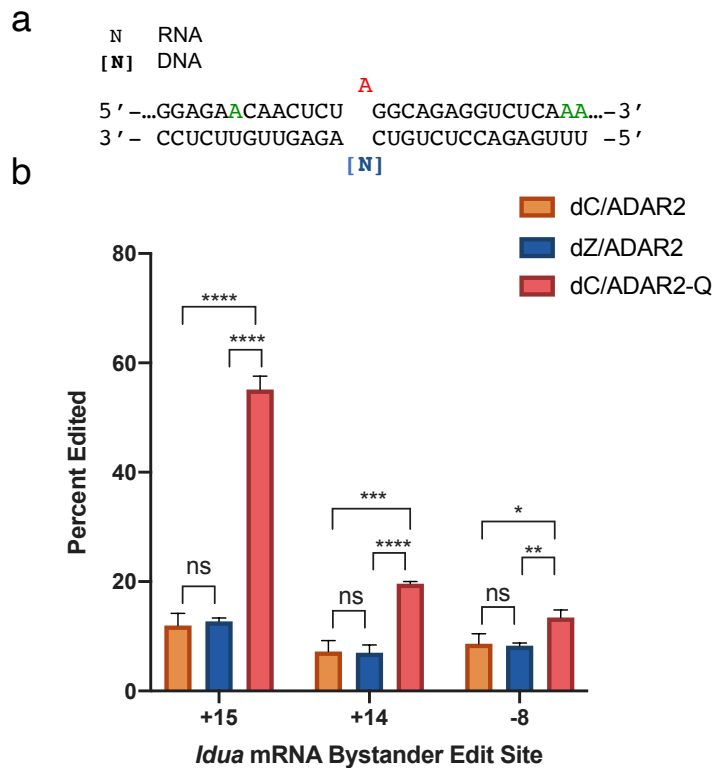 a
N RNA
[N] DNA
A
5’-…GGAGAACAACUCU GGCAGAGGUCUCAAA…-3’
3’- CCUCUUGUUGAGA CUGUCUCCAGAGUUU -5’
[N]
b
dC/ADAR2
dZ/ADAR2
dC/ADAR2-Q
80
60
40
20
0
Percent Edited
****
****
ns
***
****
ns
*
**
ns
+15
+14
-8
Idua mRNA Bystander Edit Site